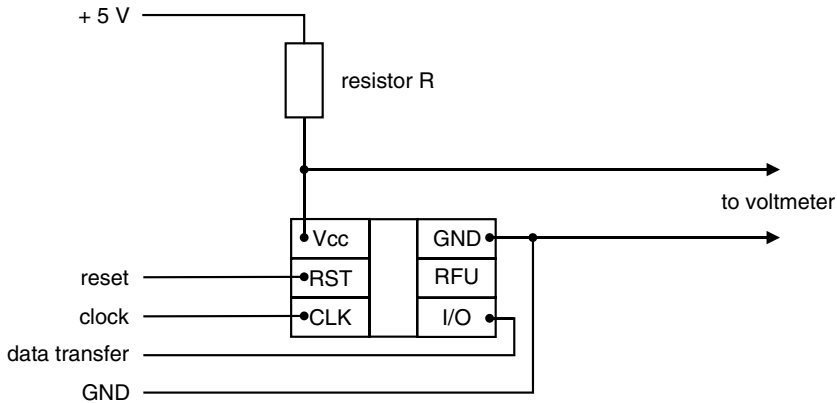 + 5 V
resistor R
to voltmeter
Vcc GND
reset RST RFU
clock CLK I/O
data transfer
GND